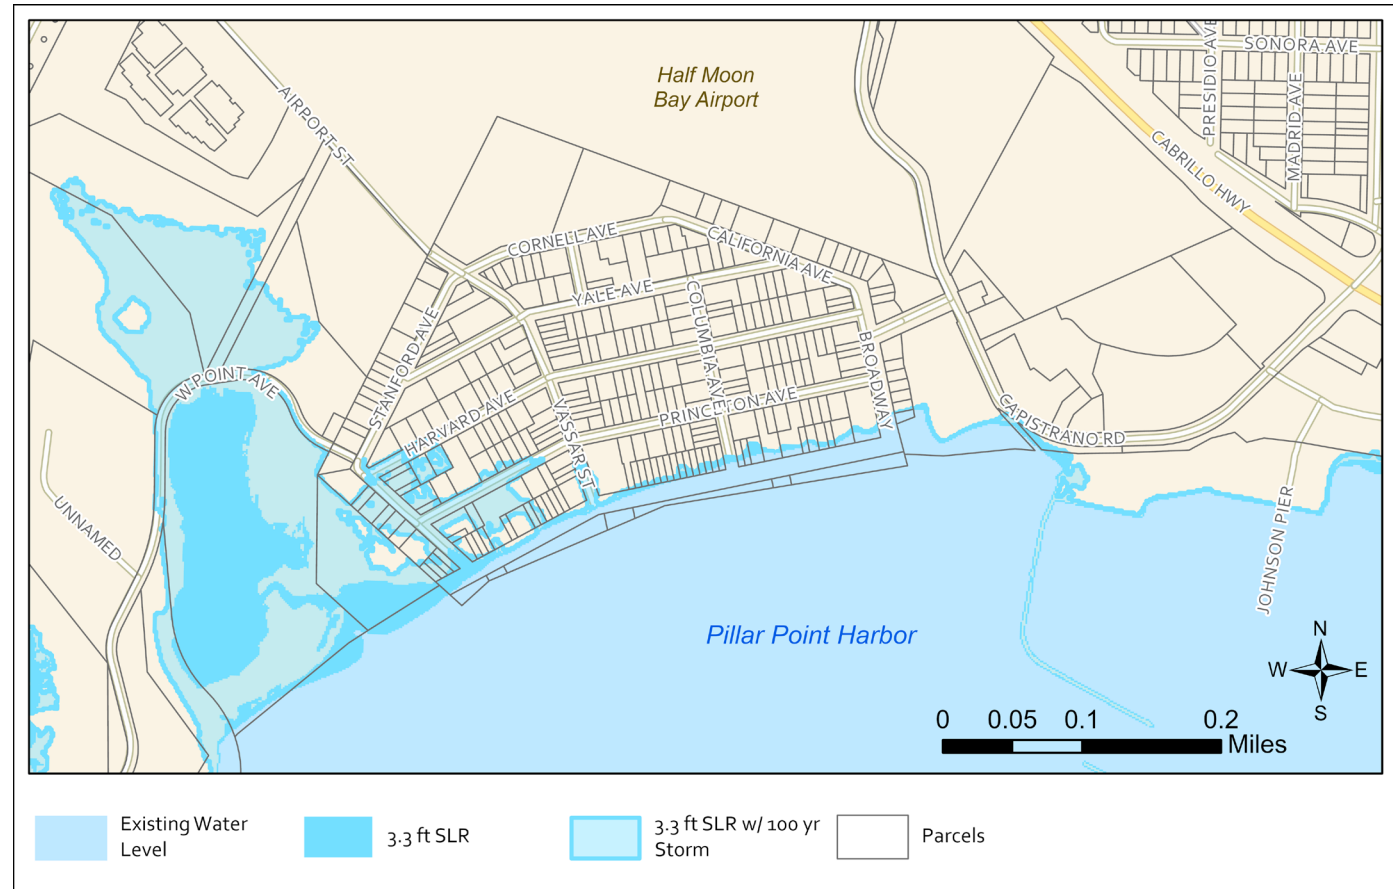 SONORA AVE
PRESIDIO AVE
MADRID AVE
Half Moon
Bay Airport
AIRPORT ST
CABRILLO HWY
CORNELL AVE
CALIFORNIA AVE
YALE AVE
COLUMBIA AVE
STANFORD AVE
BROADWAY
W POINT AVE
HARVARD AVE
VASSAR ST
PRINCETON AVE
CAPISTRANO RD
UNNAMED
JOHNSON PIER
Pillar Point Harbor
N
W
E
S
0 0.05 0.1 0.2
Miles
Existing Water
Level
3.3 ft SLR
3.3 ft SLR w/ 100 yr
Storm
Parcels